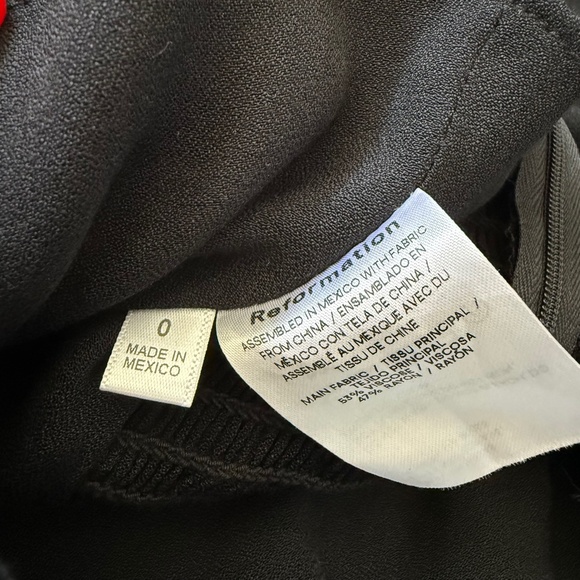 0
MADE IN
MEXICO
Reformation
ASSEMBLED IN MEXICO WITH FABRIC
FROM CHINA / ENSAMBLADO EN
MÉXICO CON TELA DE CHINA /
ASSEMBLÉ AU MEXIQUE AVEC DU
TISSU DE CHINE
MAIN FABRIC / TISSU PRINCIPAL /
TEJIDO PRINCIPAL
53% VISCOSE / VISCOSA
47% RAYON / RAYÓN